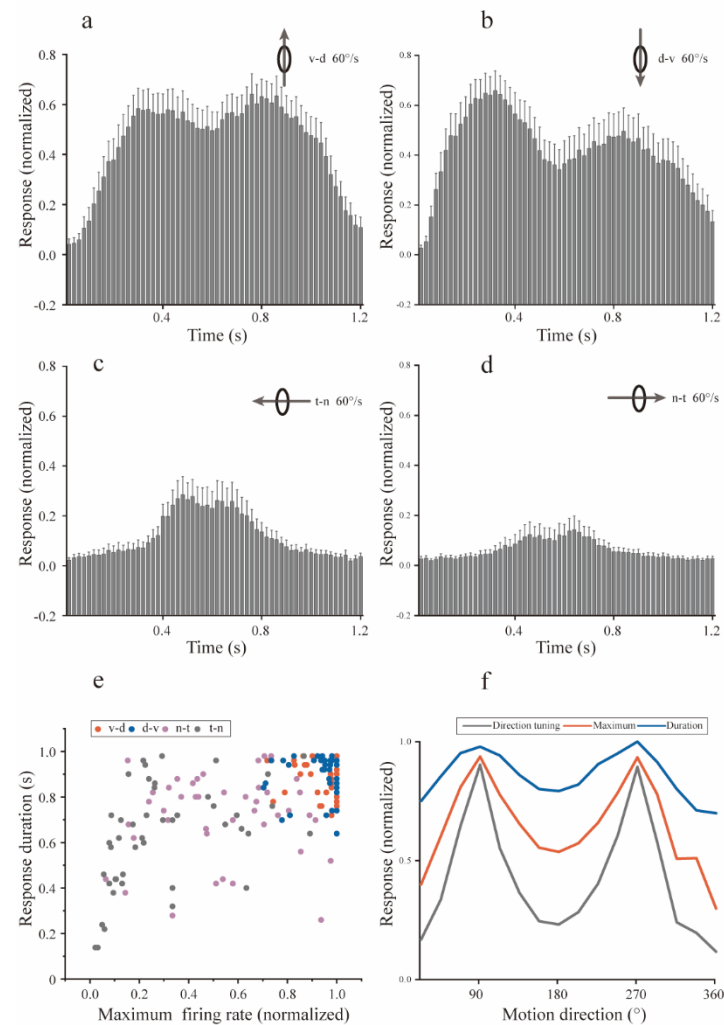 a
v-d 60°/s
Response (normalized)
0.8
0.6
0.4
0.2
0.0
-0.2
0.4
0.8
1.2
Time (s)
b
d-v 60°/s
Response (normalized)
0.8
0.6
0.4
0.2
0.0
-0.2
0.4
0.8
1.2
Time (s)
c
t-n 60°/s
Response (normalized)
0.8
0.6
0.4
0.2
0.0
-0.2
0.4
0.8
1.2
Time (s)
d
n-t 60°/s
Response (normalized)
0.8
0.6
0.4
0.2
0.0
-0.2
0.4
0.8
1.2
Time (s)
e
v-d d-v n-t t-n
Response duration (s)
1.0
0.8
0.6
0.4
0.2
0
0.0
0.2
0.4
0.6
0.8
1.0
Maximum firing rate (normalized)
f
Direction tuning Maximum Duration
Response (normalized)
1.0
0.5
0.0
90
180
270
360
Motion direction (°)